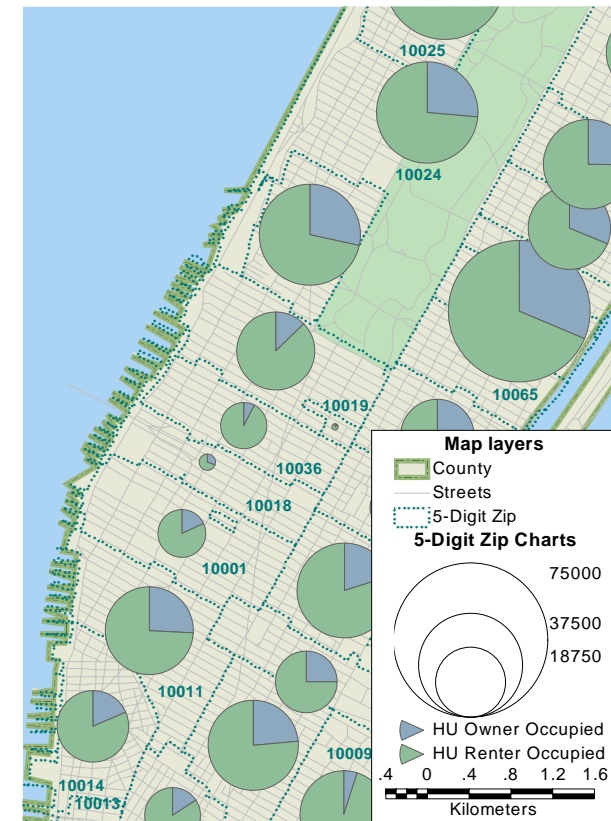 10025
10024
10065
10019
10036
10018
10001
10011
10009
10014
10013
Map layers
County
Streets
5-Digit Zip
5-Digit Zip Charts
75000
37500
18750
HU Owner Occupied
HU Renter Occupied
.4 0 .4 .8 1.2 1.6
Kilometers